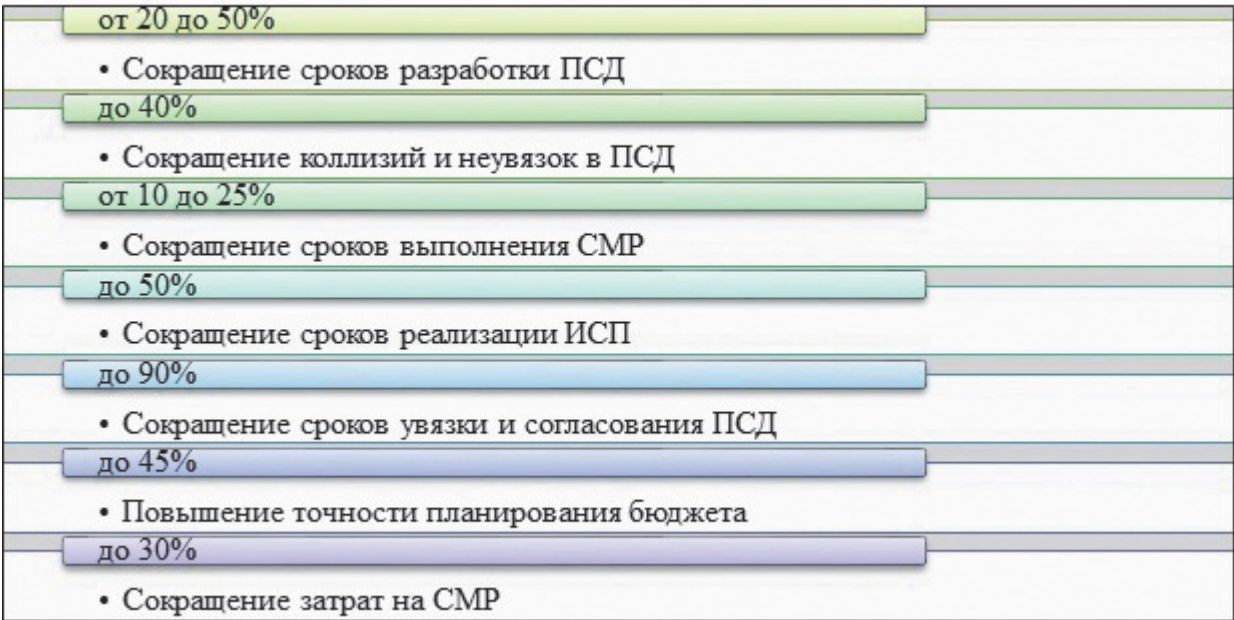 от 20 до 50%
• Сокращение сроков разработки ПСД
до 40%
• Сокращение коллизий и неувязок в ПСД
от 10 до 25%
• Сокращение сроков выполнения СМР
до 50%
• Сокращение сроков реализации ИСП
до 90%
• Сокращение сроков увязки и согласования ПСД
до 45%
• Повышение точности планирования бюджета
до 30%
• Сокращение затрат на СМР